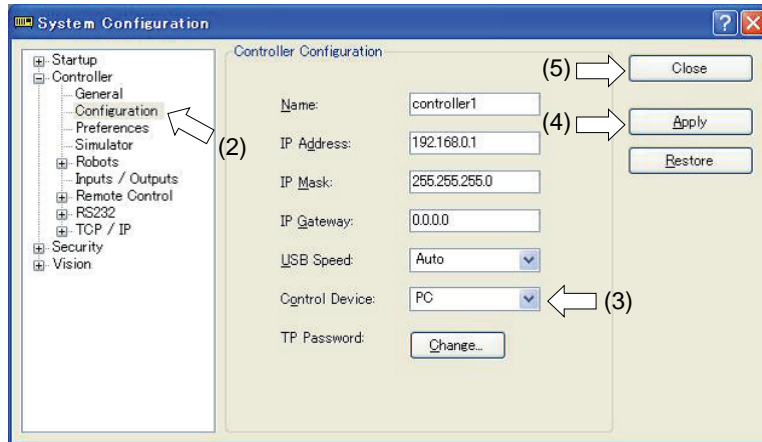 System Configuration
Startup
Controller
General
Configuration
Preferences
Simulator
Robots
Inputs / Outputs
Remote Control
RS232
TCP / IP
Security
Vision
(2)
Controller Configuration
Name: controller1
IP Address: 192.168.0.1
IP Mask: 255.255.255.0
IP Gateway: 0.0.0.0
USB Speed: Auto
Control Device: PC
(3)
TP Password: Change...
(5) Close
(4) Apply
Restore